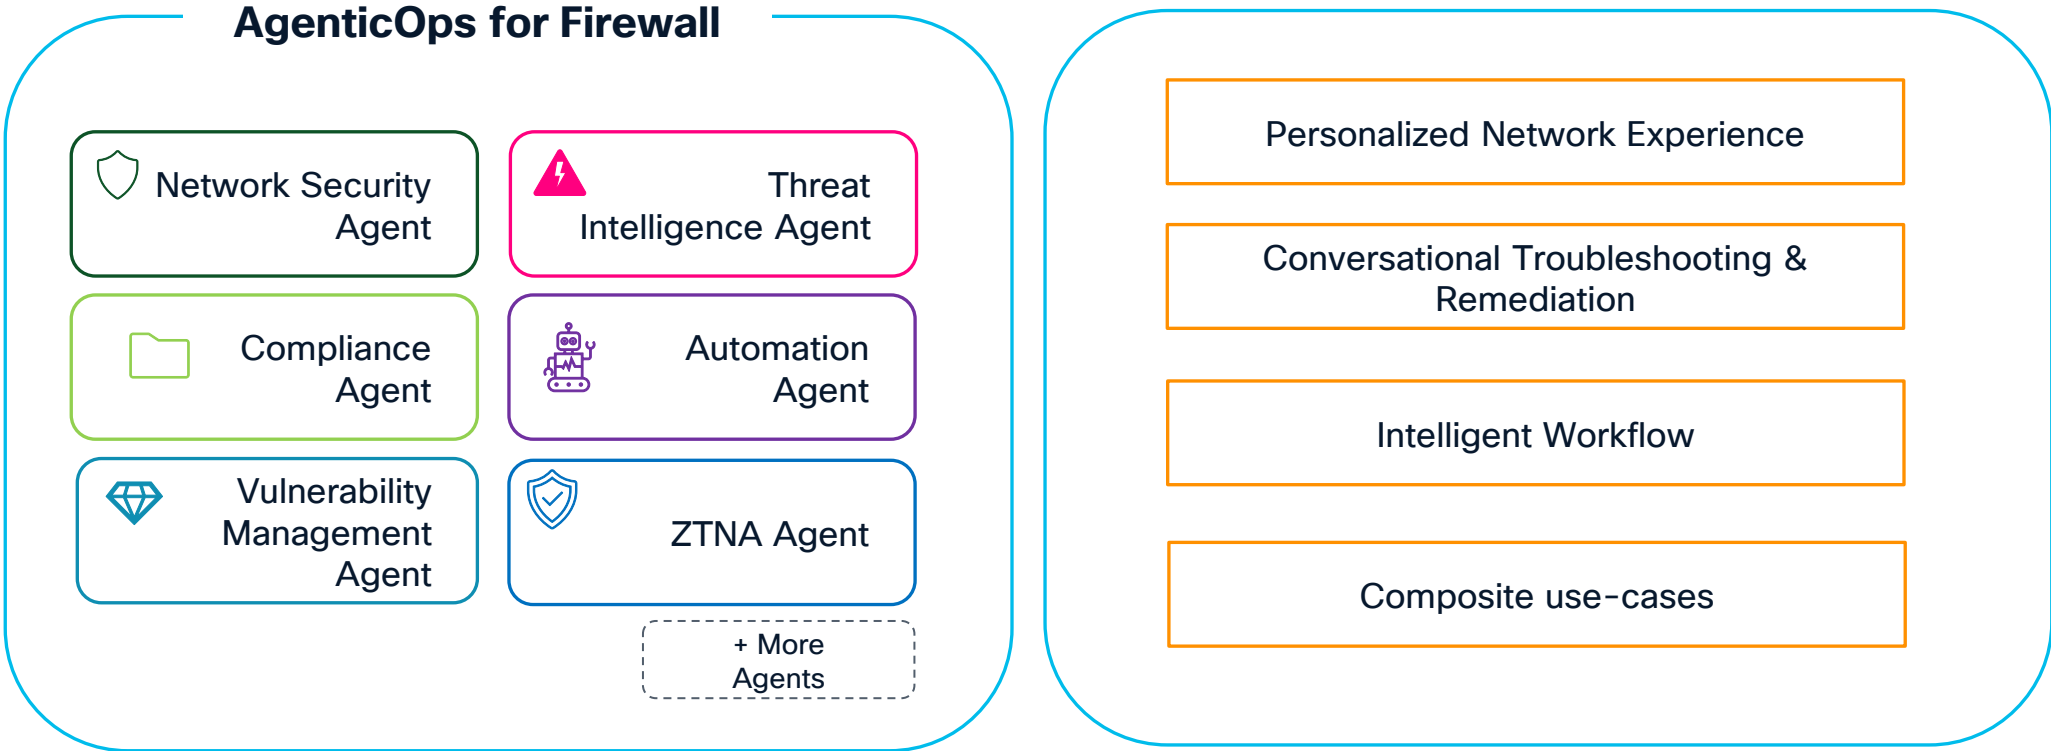 AgenticOps for Firewall
Network Security
Agent
Threat
Intelligence Agent
Compliance
Agent
Automation
Agent
Vulnerability
Management
Agent
ZTNA Agent
+ More
Agents
Personalized Network Experience
Conversational Troubleshooting &
Remediation
Intelligent Workflow
Composite use-cases